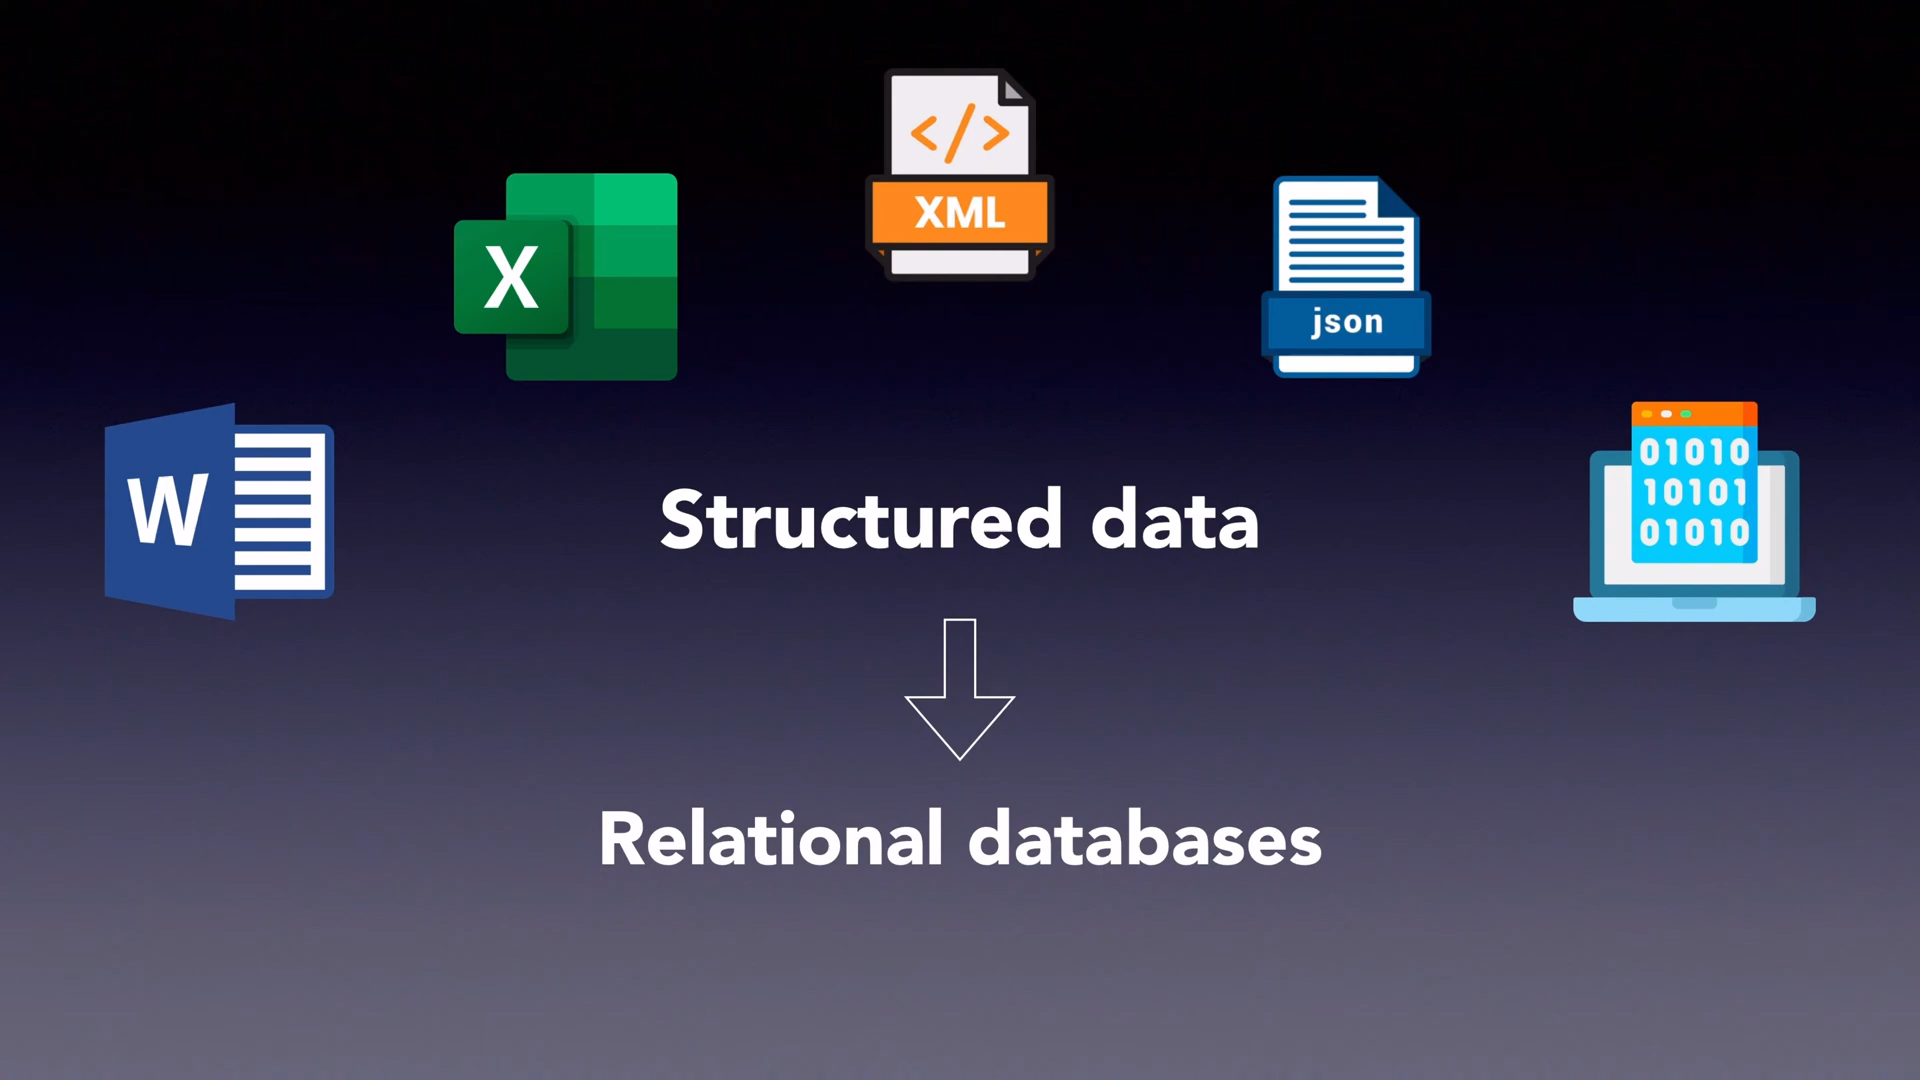 XML
X
json
W
01010
10101
01010
Structured data
Relational databases